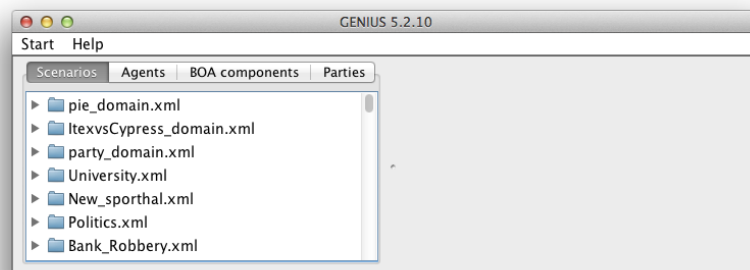 GENIUS 5.2.10
Start Help
Scenarios Agents BOA components Parties
pie_domain.xml
ItexvsCypress_domain.xml
party_domain.xml
University.xml
New_sporthal.xml
Politics.xml
Bank_Robbery.xml